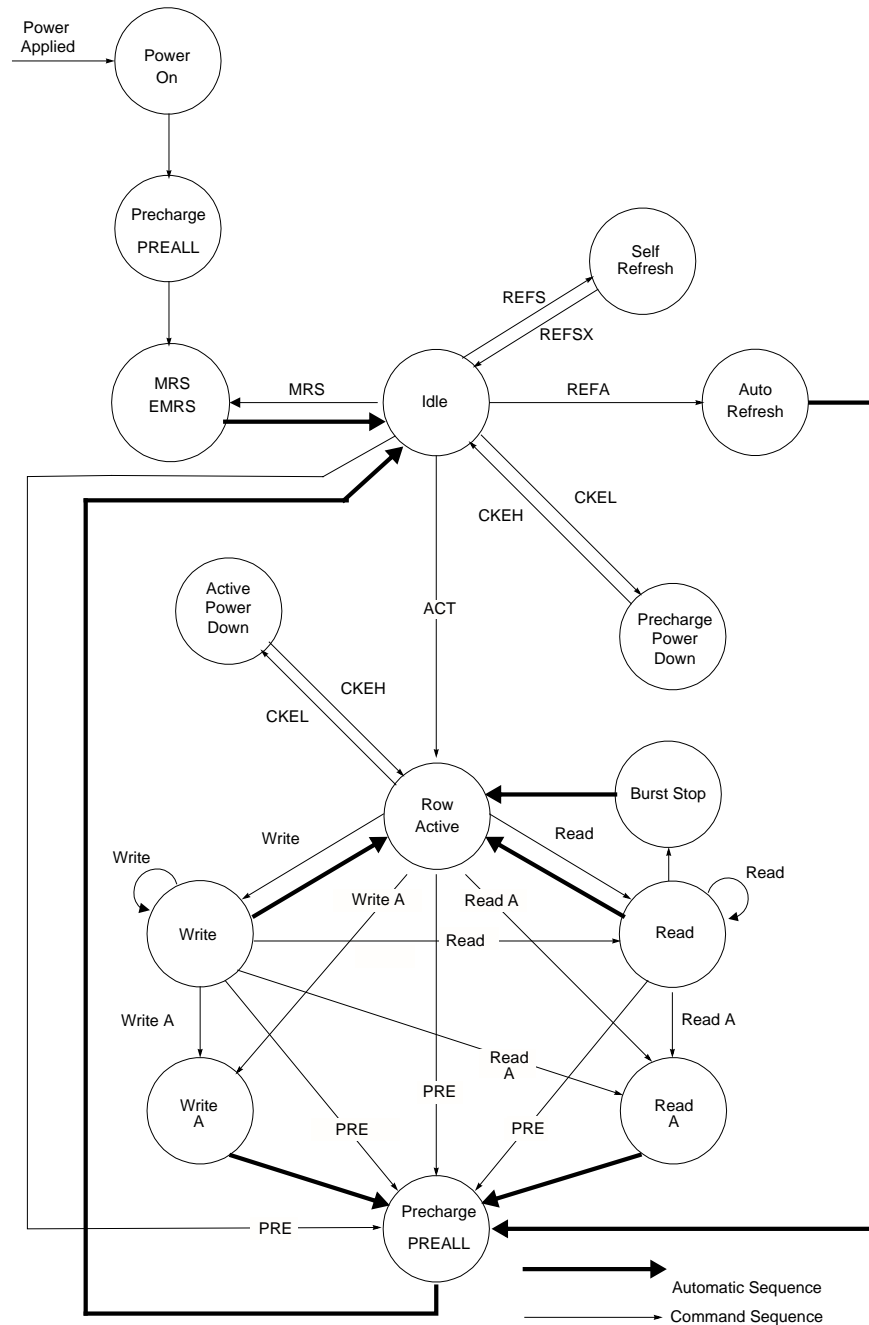 Power
Applied
Power
On
Precharge
PREALL
Self
Refresh
REFS
REFSX
MRS
EMRS
MRS
Idle
REFA
Auto
Refresh
CKEL
CKEH
Active
Power
Down
ACT
Precharge
Power
Down
CKEH
CKEL
Row
Active
Burst Stop
Write
Read
Write
Read
Write A
Read A
Write
Read
Read
Write A
Read A
Read
A
Write
A
Read
A
PRE
PRE
PRE
Precharge
PREALL
PRE
Automatic Sequence
Command Sequence